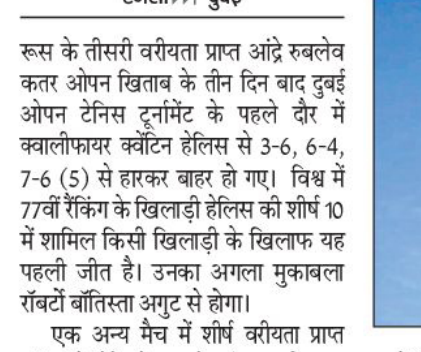 रूस के तीसरी वरीयता प्राप्त आंद्रे रुबलेव
कतर ओपन खिताब के तीन दिन बाद दुबई
ओपन टेनिस टूर्नामेंट के पहले दौर में
क्वालीफायर क्वेंटिन हेलिस से 3-6, 6-4,
7-6 (5) से हारकर बाहर हो गए। विश्व में
77वीं रैंकिंग के खिलाड़ी हेलिस की शीर्ष 10
में शामिल किसी खिलाड़ी के खिलाफ यह
पहली जीत है। उनका अगला मुकाबला
रॉबर्टो बॉतिस्ता अगुट से होगा।
एक अन्य मैच में शीर्ष वरीयता प्राप्त